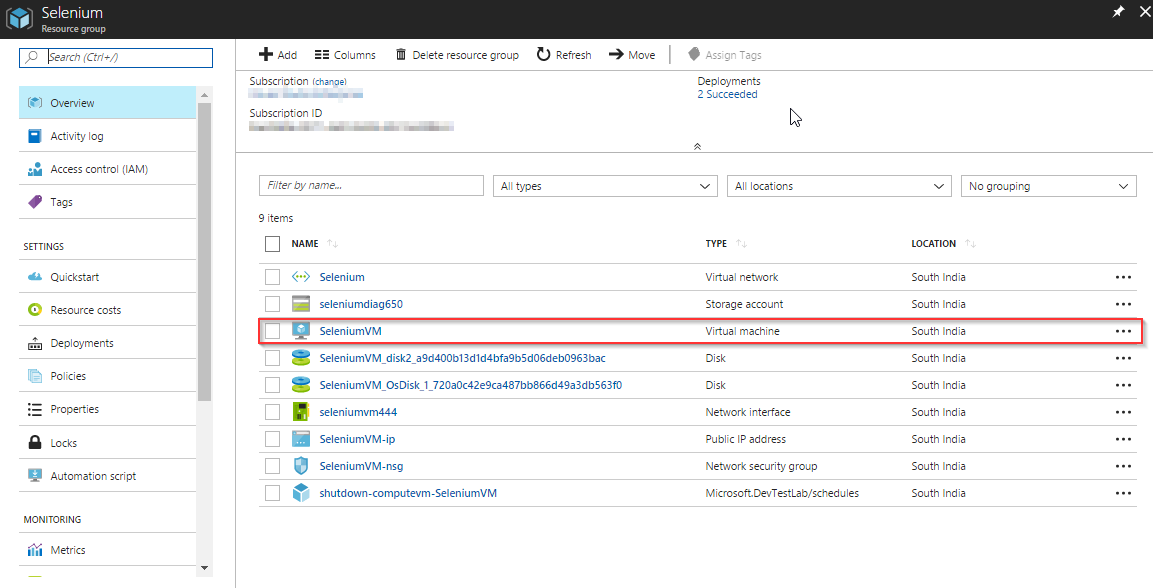 Selenium
Resource group
Search (Ctrl+/)
Overview
Activity log
Access control (IAM)
Tags
SETTINGS
Quickstart
Resource costs
Deployments
Policies
Properties
Locks
Automation script
MONITORING
Metrics
Add Columns Delete resource group Refresh Move Assign Tags
Subscription (change) Deployments
2 Succeeded
Subscription ID
Filter by name... All types All locations No grouping
9 items
NAME TYPE LOCATION
Selenium Virtual network South India
seleniumdiag650 Storage account South India
SeleniumVM Virtual machine South India
SeleniumVM_disk2_a9d400b13d1d4bfa9b5d06deb0963bac Disk South India
SeleniumVM_OsDisk_1_720a0c42e9ca487bb866d49a3db563f0 Disk South India
seleniumvm444 Network interface South India
SeleniumVM-ip Public IP address South India
SeleniumVM-nsg Network security group South India
shutdown-computevm-SeleniumVM Microsoft.DevTestLab/schedules South India